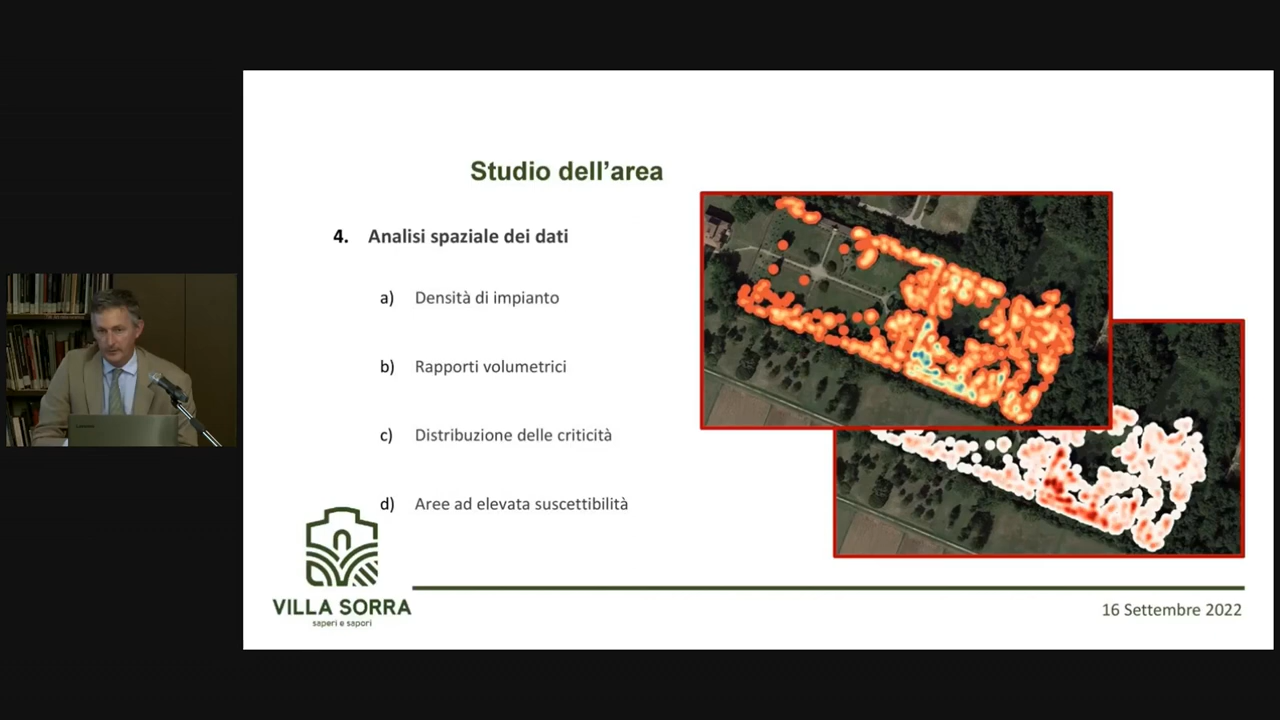 Studio dell’area
4. Analisi spaziale dei dati
a) Densità di impianto
b) Rapporti volumetrici
c) Distribuzione delle criticità
d) Aree ad elevata suscettibilità
VILLA SORRA
saperi e sapori
16 Settembre 2022